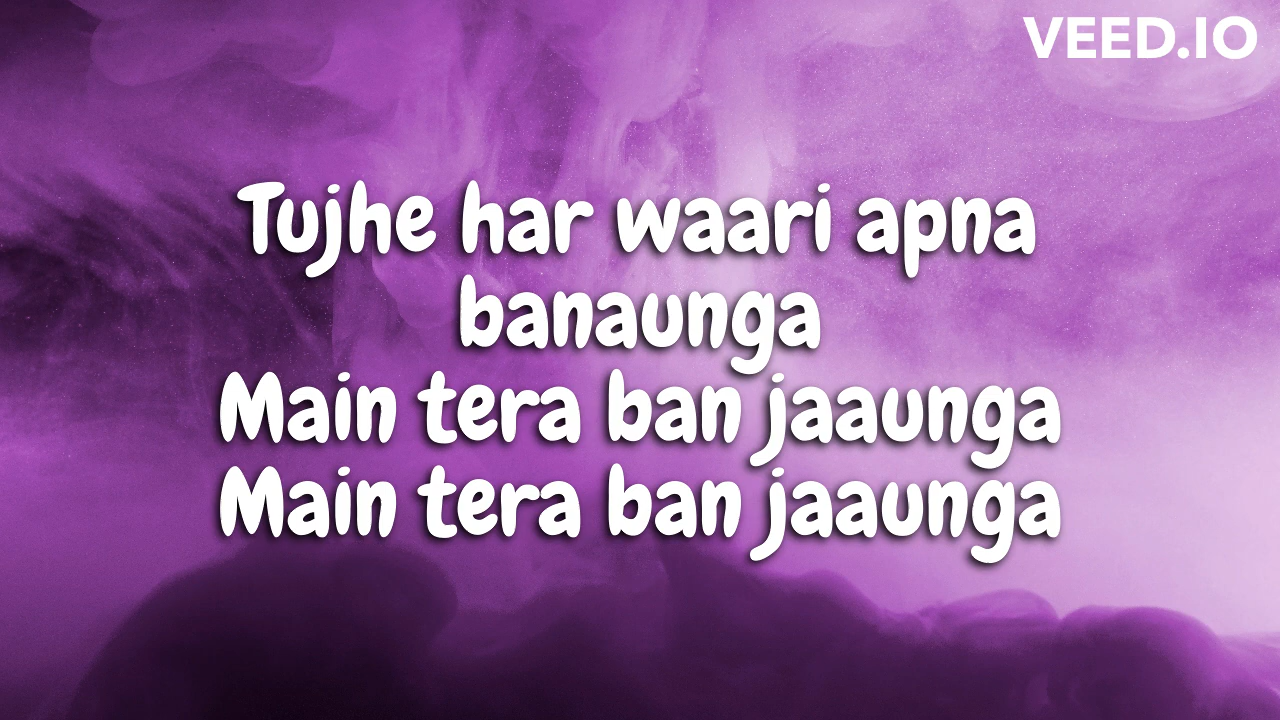 VEED.IO
Tujhe har waari apna
banaunga
Main tera ban jaaunga
Main tera ban jaaunga